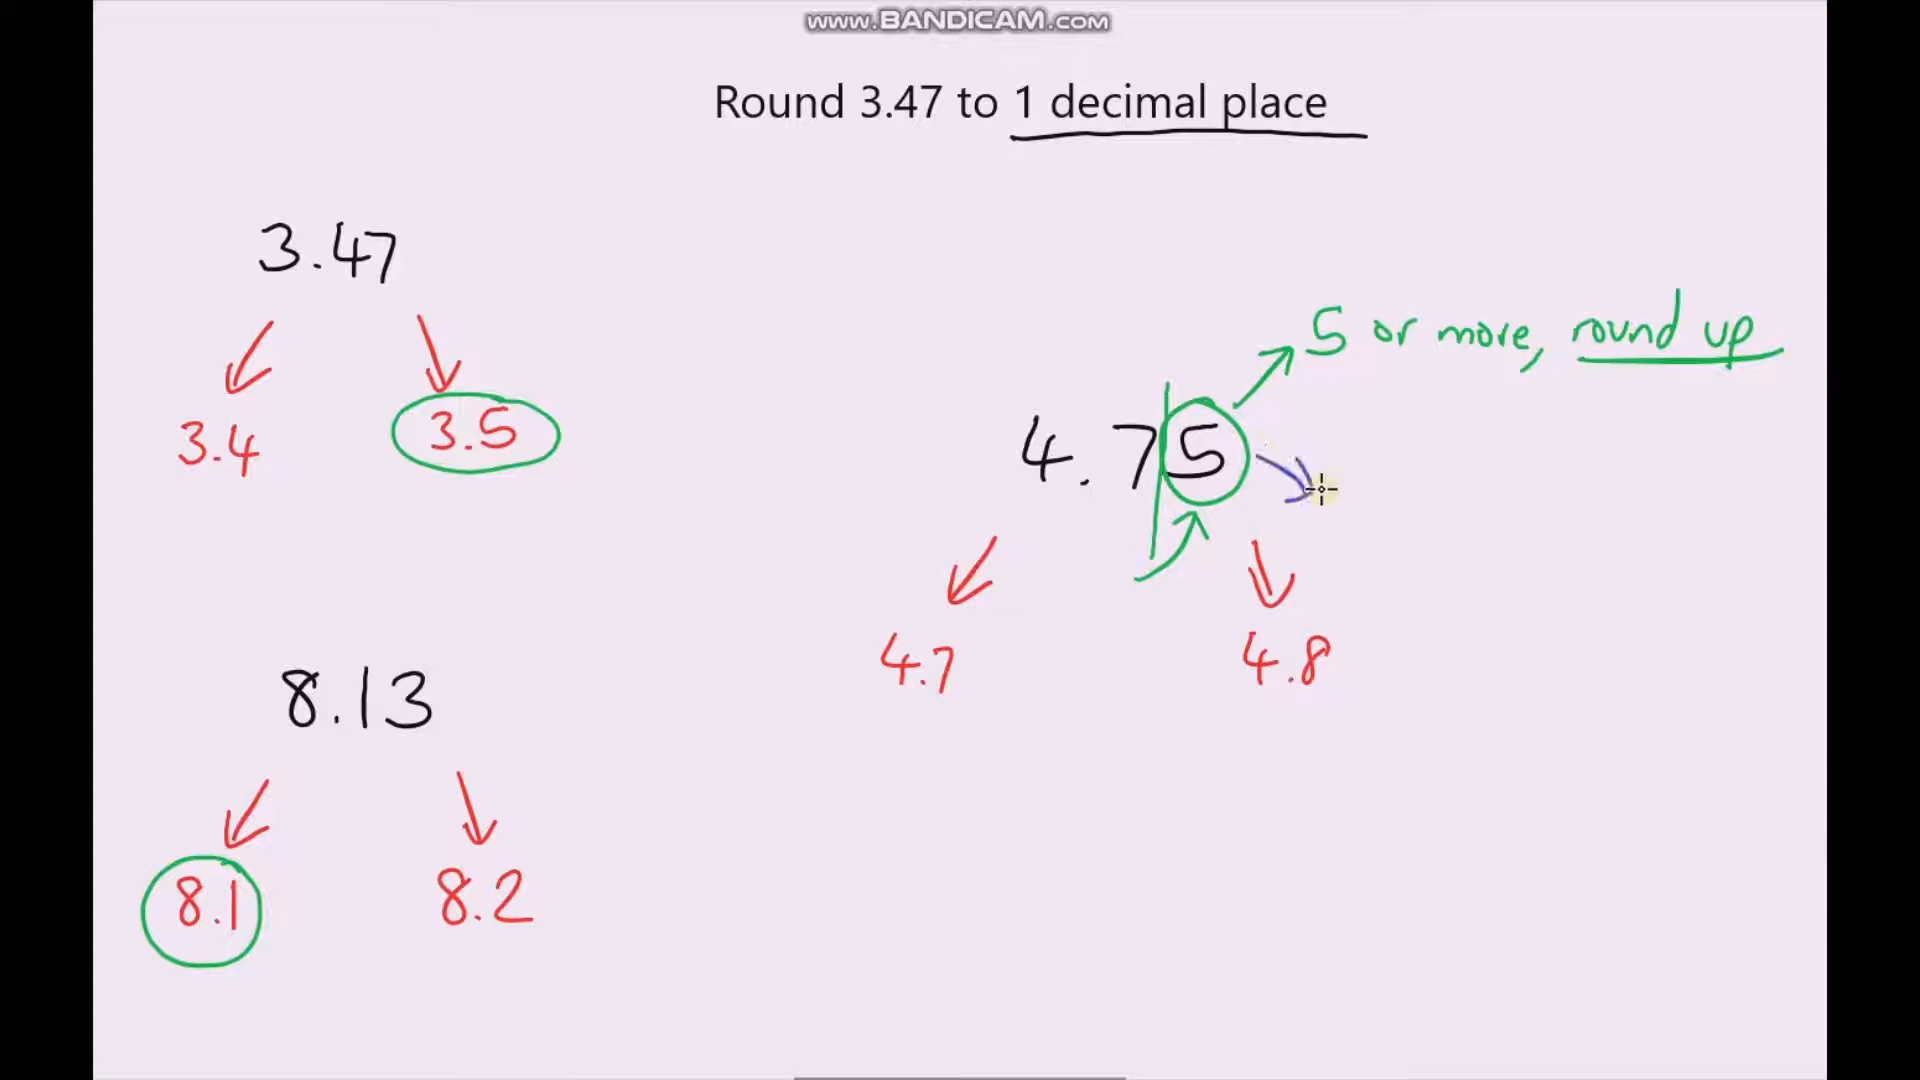 www.BANDICAM.com
Round 3.47 to 1 decimal place
3.47
3.4 3.5
5 or more, round up
4.75
4.7 4.8
8.13
8.1 8.2